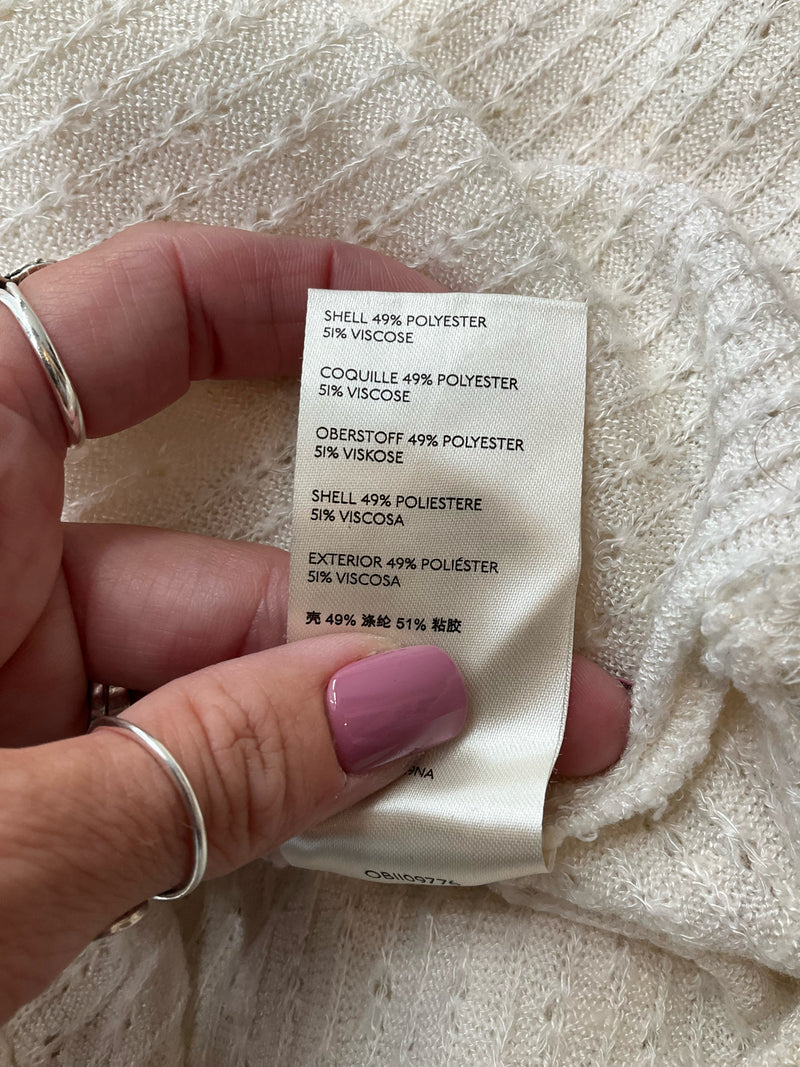 SHELL 49% POLYESTER
51% VISCOSE
COQUILLE 49% POLYESTER
51% VISCOSE
OBERSTOFF 49% POLYESTER
51% VISKOSE
SHELL 49% POLIESTERE
51% VISCOSA
EXTERIOR 49% POLIÉSTER
51% VISCOSA
壳 49% 涤纶 51% 粘胶